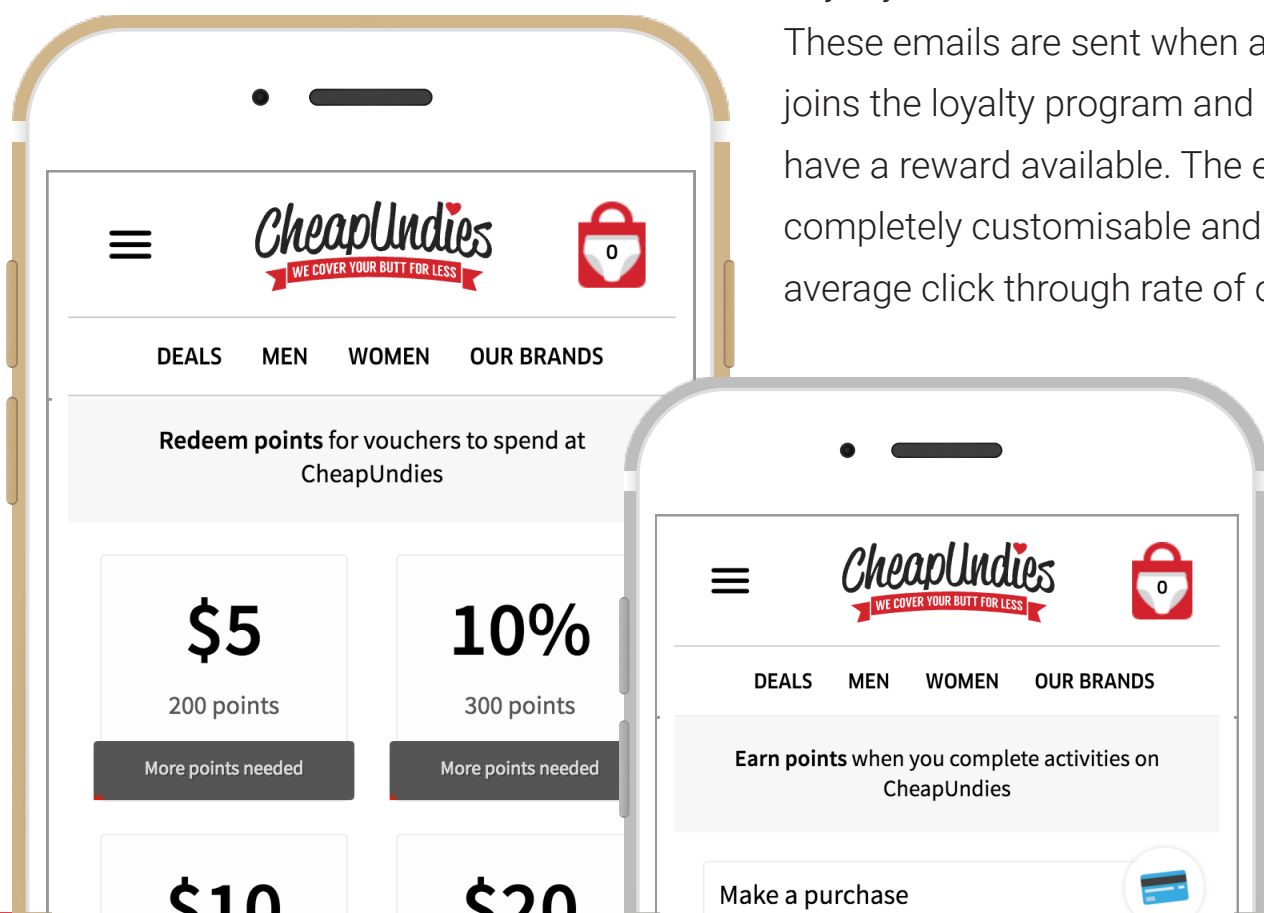 These emails are sent when a
joins the loyalty program and
have a reward available. The
completely customisable and
average click through rate of
CheapUndies
WE COVER YOUR BUTT FOR LESS
0
DEALS MEN WOMEN OUR BRANDS
Redeem points for vouchers to spend at
CheapUndies
$5
200 points
More points needed
10%
300 points
More points needed
$10
$20
CheapUndies
WE COVER YOUR BUTT FOR LESS
0
DEALS MEN WOMEN OUR BRANDS
Earn points when you complete activities on
CheapUndies
Make a purchase